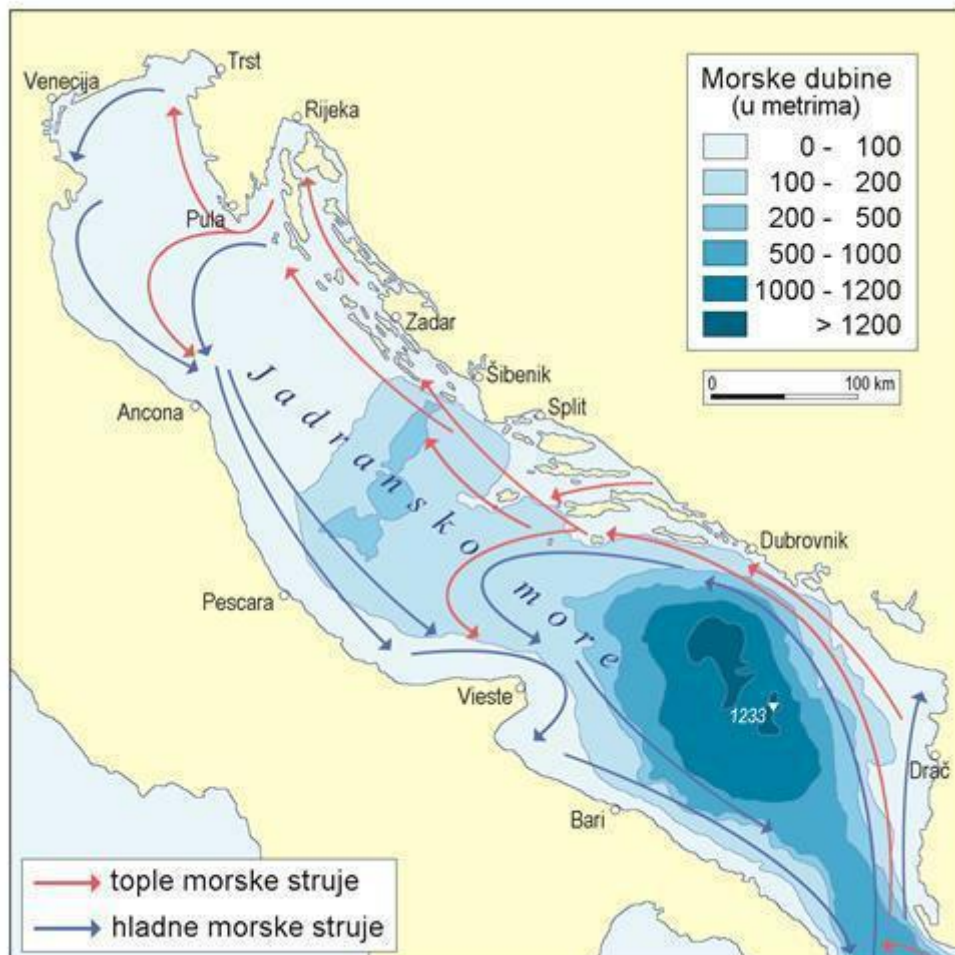 Morske dubine
(u metrima)
0 - 100
100 - 200
200 - 500
500 - 1000
1000 - 1200
> 1200
0 100 km
Trst
Venecija
Rijeka
Pula
Zadar
Šibenik
Split
Ancona
Jadransko more
Dubrovnik
Pescara
Vieste
1233
Drač
Bari
tople morske struje
hladne morske struje